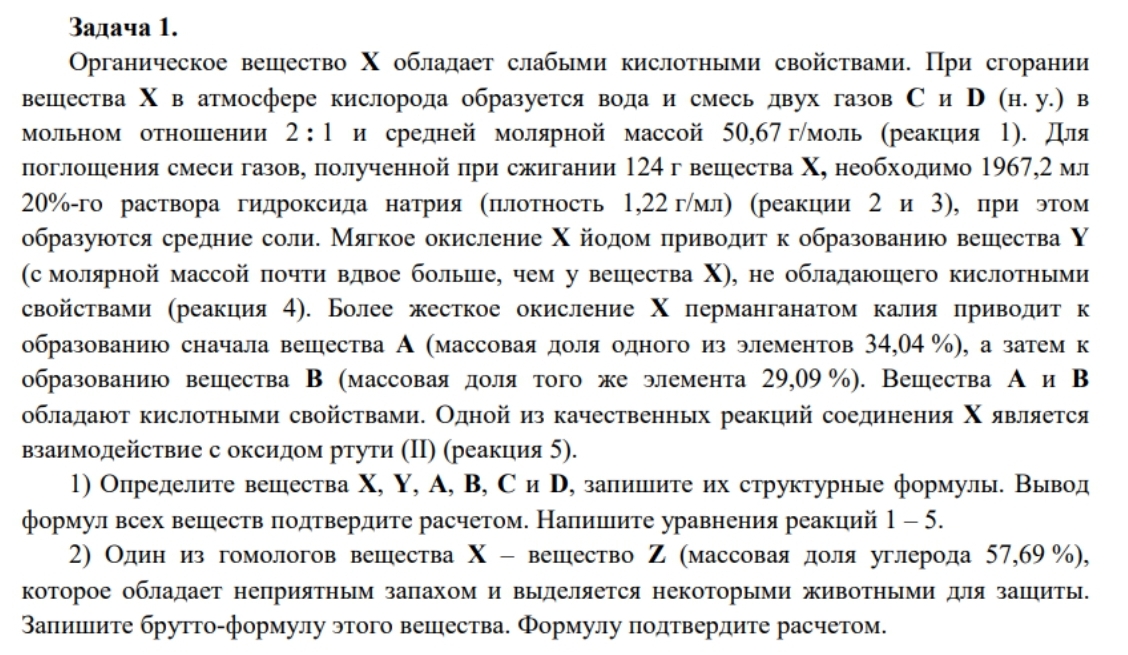 Задача 1.
Органическое вещество X обладает слабыми кислотными свойствами. При сгорании
вещества X в атмосфере кислорода образуется вода и смесь двух газов C и D (н. у.) в
мольном отношении 2 : 1 и средней молярной массой 50,67 г/моль (реакция 1). Для
поглощения смеси газов, полученной при сжигании 124 г вещества X, необходимо 1967,2 мл
20%-го раствора гидроксида натрия (плотность 1,22 г/мл) (реакции 2 и 3), при этом
образуются средние соли. Мягкое окисление X йодом приводит к образованию вещества Y
(с молярной массой почти вдвое больше, чем у вещества X), не обладающего кислотными
свойствами (реакция 4). Более жесткое окисление X перманганатом калия приводит к
образованию сначала вещества A (массовая доля одного из элементов 34,04 %), а затем к
образованию вещества B (массовая доля того же элемента 29,09 %). Вещества A и B
обладают кислотными свойствами. Одной из качественных реакций соединения X является
взаимодействие с оксидом ртути (II) (реакция 5).
1) Определите вещества X, Y, A, B, C и D, запишите их структурные формулы. Вывод
формул всех веществ подтвердите расчетом. Напишите уравнения реакций 1 – 5.
2) Один из гомологов вещества X – вещество Z (массовая доля углерода 57,69 %),
которое обладает неприятным запахом и выделяется некоторыми животными для защиты.
Запишите брутто-формулу этого вещества. Формулу подтвердите расчетом.